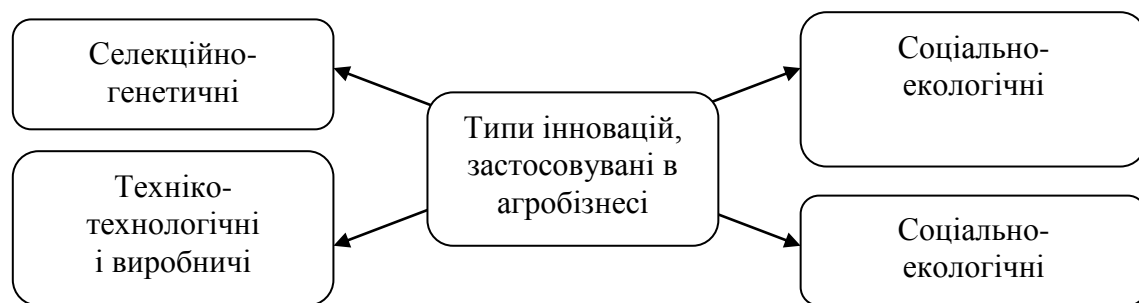 Селекційно-
генетичні
Техніко-
технологічні
і виробничі
Типи інновацій,
застосовувані в
агробізнесі
Соціально-
екологічні
Соціально-
екологічні